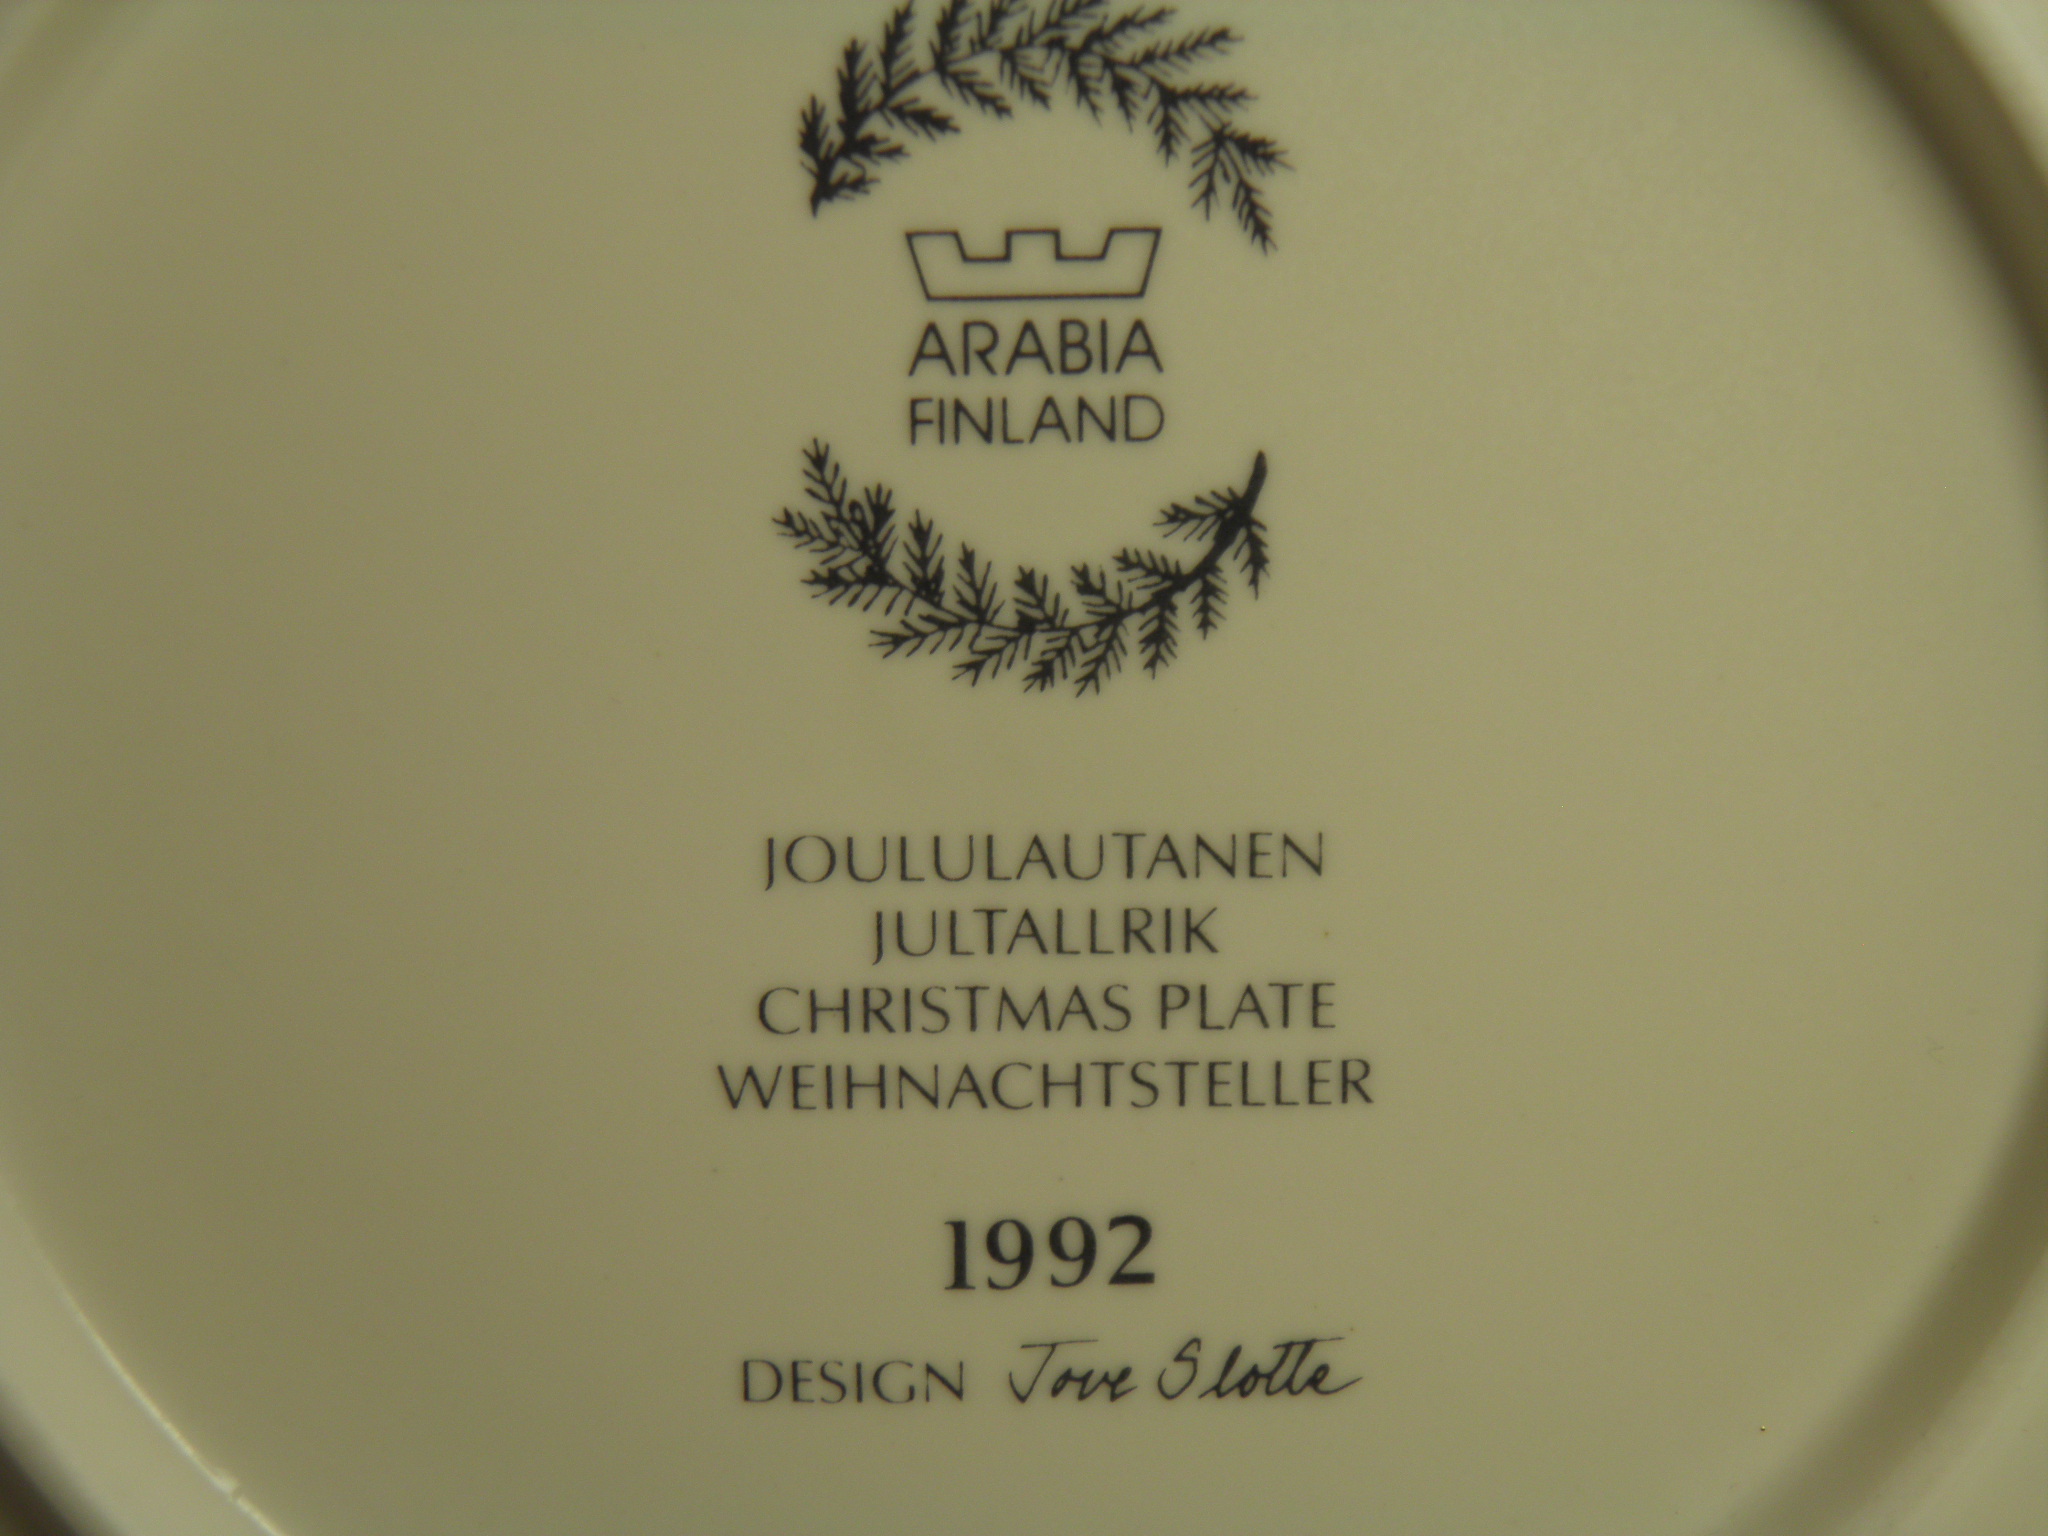 ARABIA
FINLAND
JOULULAUTANEN
JULTALLRIK
CHRISTMAS PLATE
WEIHNACHTSTELLER
1992
DESIGN Tove Slotte